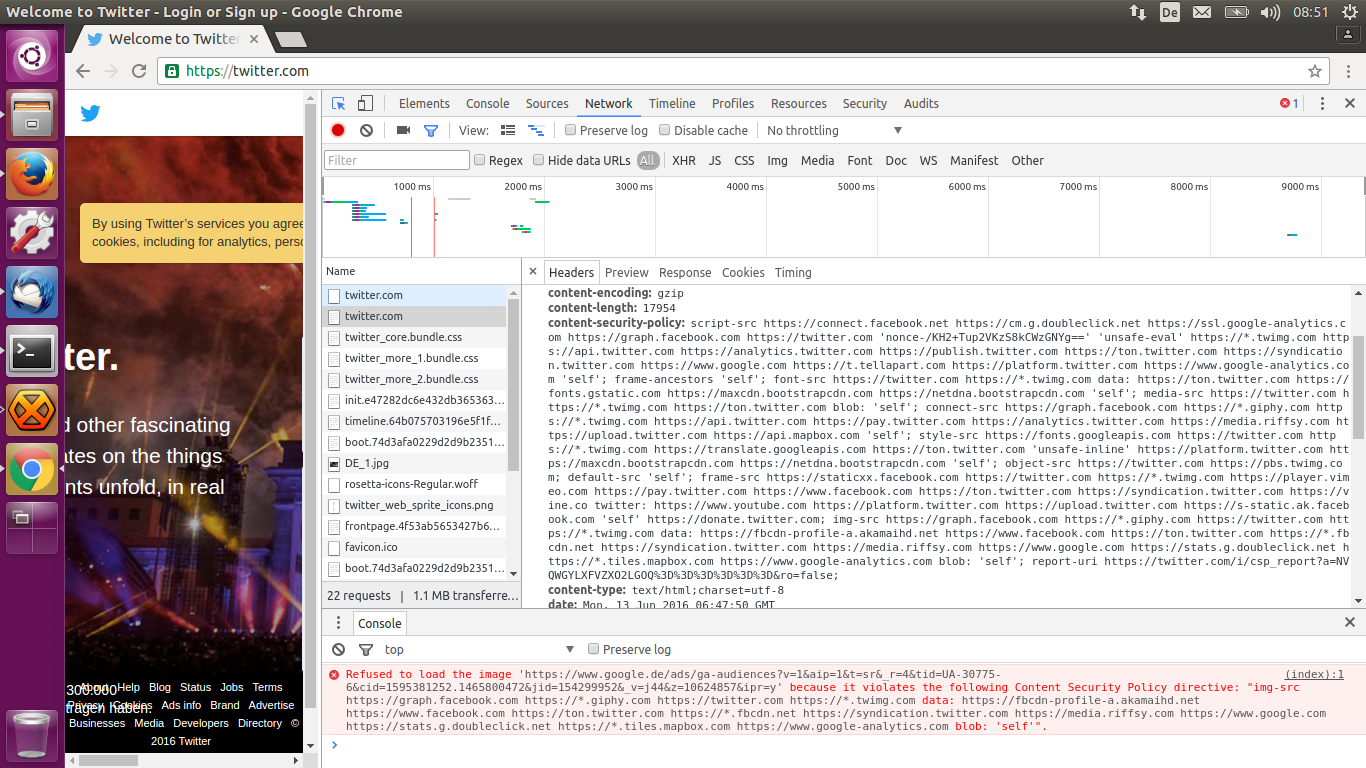 Welcome to Twitter - Login or Sign up - Google Chrome
De
08:51
Welcome to Twitter
https://twitter.com
Elements Console Sources Network Timeline Profiles Resources Security Audits
1
View: Preserve log Disable cache No throttling
Filter Regex Hide data URLs All XHR JS CSS Img Media Font Doc WS Manifest Other
1000 ms 2000 ms 3000 ms 4000 ms 5000 ms 6000 ms 7000 ms 8000 ms 9000 ms
By using Twitter's services you agree
cookies, including for analytics, perso
ter.
d other fascinating
ates on the things
nts unfold, in real
300.000
tragen haben.
About Help Blog Status Jobs Terms
Privacy Cookies Ads info Brand Advertise
Businesses Media Developers Directory ©
2016 Twitter
Name
twitter.com
twitter.com
twitter_core.bundle.css
twitter_more_1.bundle.css
twitter_more_2.bundle.css
init.e47282dc6e432db365363...
timeline.64b075703196e5f1f...
boot.74d3afa0229d2d9b2351...
DE_1.jpg
rosetta-icons-Regular.woff
twitter_web_sprite_icons.png
frontpage.4f53ab5653427b6...
favicon.ico
boot.74d3afa0229d2d9b2351...
22 requests | 1.1 MB transferre...
Headers Preview Response Cookies Timing
content-encoding: gzip
content-length: 17954
content-security-policy: script-src https://connect.facebook.net https://cm.g.doubleclick.net https://ssl.google-analytics.c
om https://graph.facebook.com https://twitter.com 'nonce-/KH2+Tup2VKzS8kCWzGNYg==' 'unsafe-eval' https://*.twimg.com http
s://api.twitter.com https://analytics.twitter.com https://publish.twitter.com https://ton.twitter.com https://syndication
.twitter.com https://www.google.com https://t.tellapart.com https://platform.twitter.com https://www.google-analytics.co
m 'self'; frame-ancestors 'self'; font-src https://twitter.com https://*.twimg.com data: https://ton.twitter.com https://
fonts.gstatic.com https://maxcdn.bootstrapcdn.com https://netdna.bootstrapcdn.com 'self'; media-src https://twitter.com
https://*.twimg.com https://ton.twitter.com blob: 'self'; connect-src https://graph.facebook.com https://*.giphy.com http
s://*.twimg.com https://api.twitter.com https://pay.twitter.com https://analytics.twitter.com https://media.riffsy.com ht
tps://upload.twitter.com https://api.mapbox.com 'self'; style-src https://fonts.googleapis.com https://twitter.com https:
//*.twimg.com https://translate.googleapis.com https://ton.twitter.com 'unsafe-inline' https://platform.twitter.com https
://maxcdn.bootstrapcdn.com https://netdna.bootstrapcdn.com 'self'; object-src https://twitter.com https://pbs.twimg.co
m; default-src 'self'; frame-src https://staticxx.facebook.com https://twitter.com https://*.twimg.com https://player.vi
meo.com https://pay.twitter.com https://www.facebook.com https://ton.twitter.com https://syndication.twitter.com https://v
ine.co twitter: https://www.youtube.com https://platform.twitter.com https://upload.twitter.com https://s-static.ak.face
book.com 'self' https://donate.twitter.com; img-src https://graph.facebook.com https://*.giphy.com https://twitter.com ht
tps://*.twimg.com data: https://fbcdn-profile-a.akamaihd.net https://www.facebook.com https://ton.twitter.com https://*.fb
cdn.net https://syndication.twitter.com https://media.riffsy.com https://www.google.com https://stats.g.doubleclick.net h
ttps://*.tiles.mapbox.com https://www.google-analytics.com blob: 'self'; report-uri https://twitter.com/i/csp_report?a=NV
QWGYLXFVZXO2LGOQ%3D%3D%3D%3D%3D%3D&ro=false;
content-type: text/html;charset=utf-8
date: Mon, 13 Jun 2016 06:47:50 GMT
Console
top Preserve log
Refused to load the image 'https://www.google.de/ads/ga-audiences?v=1&aip=1&t=sr&_r=4&tid=UA-30775- (index):1
6&cid=1595381252.1465800472&jid=154299952&_v=j44&z=10624857&ipr=y' because it violates the following Content Security Policy directive: "img-src
https://graph.facebook.com https://*.giphy.com https://twitter.com https://*.twimg.com data: https://fbcdn-profile-a.akamaihd.net
https://www.facebook.com https://ton.twitter.com https://*.fbcdn.net https://syndication.twitter.com https://media.riffsy.com https://www.google.com
https://stats.g.doubleclick.net https://*.tiles.mapbox.com https://www.google-analytics.com blob: 'self'".